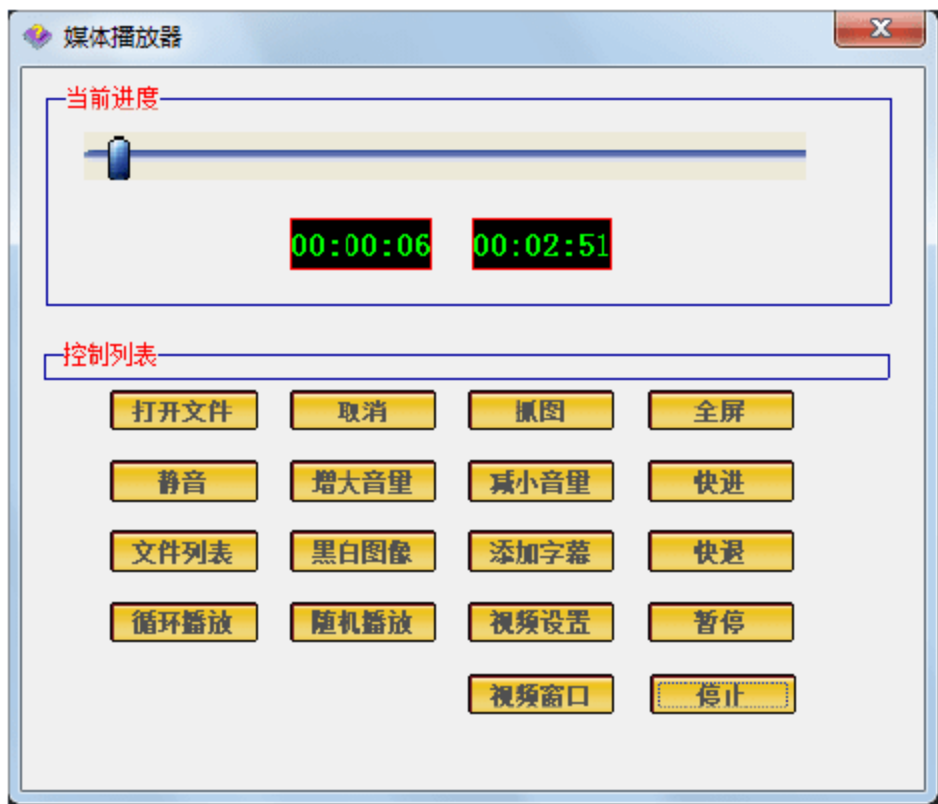 媒体播放器
当前进度
00:00:06 00:02:51
控制列表
打开文件 取消 抓图 全屏
静音 增大音量 减小音量 快进
文件列表 黑白图像 添加字幕 快退
循环播放 随机播放 视频设置 暂停
视频窗口 停止